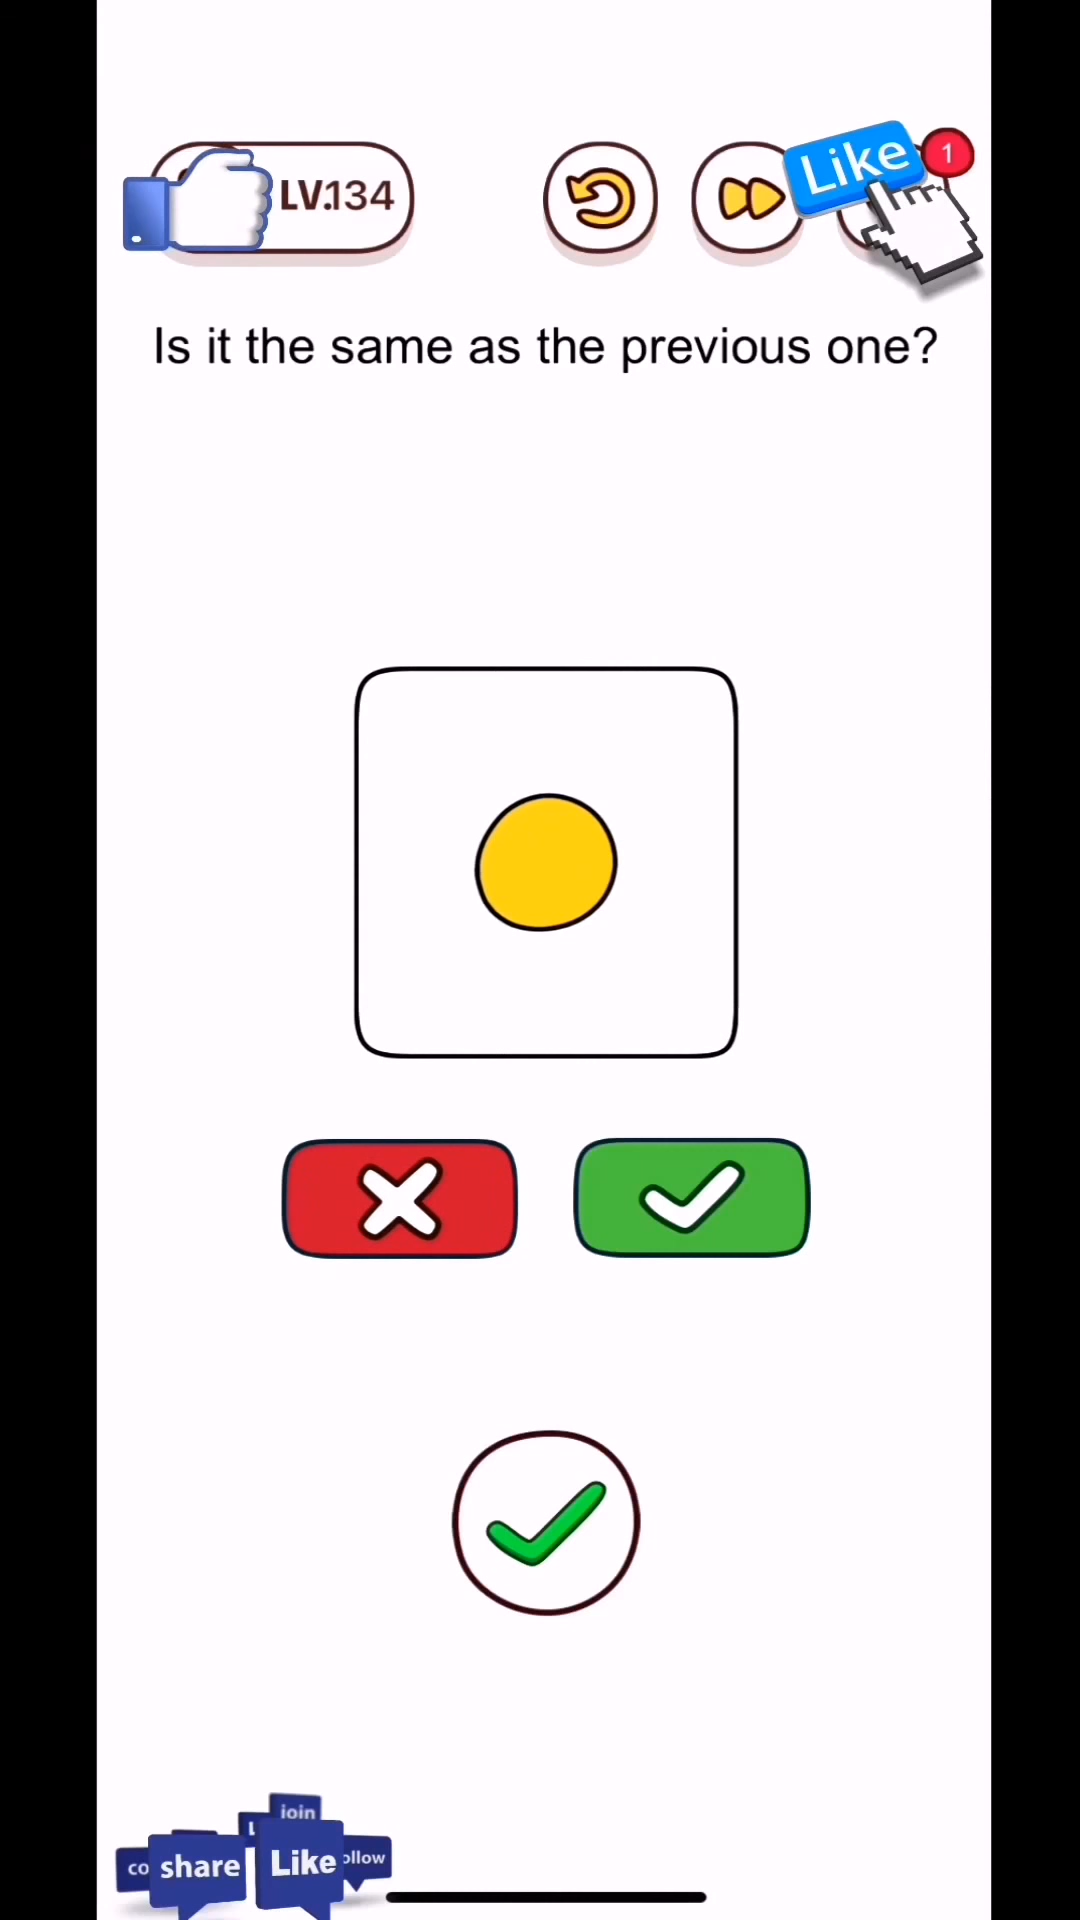 LV.134
Like
1
Is it the same as the previous one?
join
share
Like